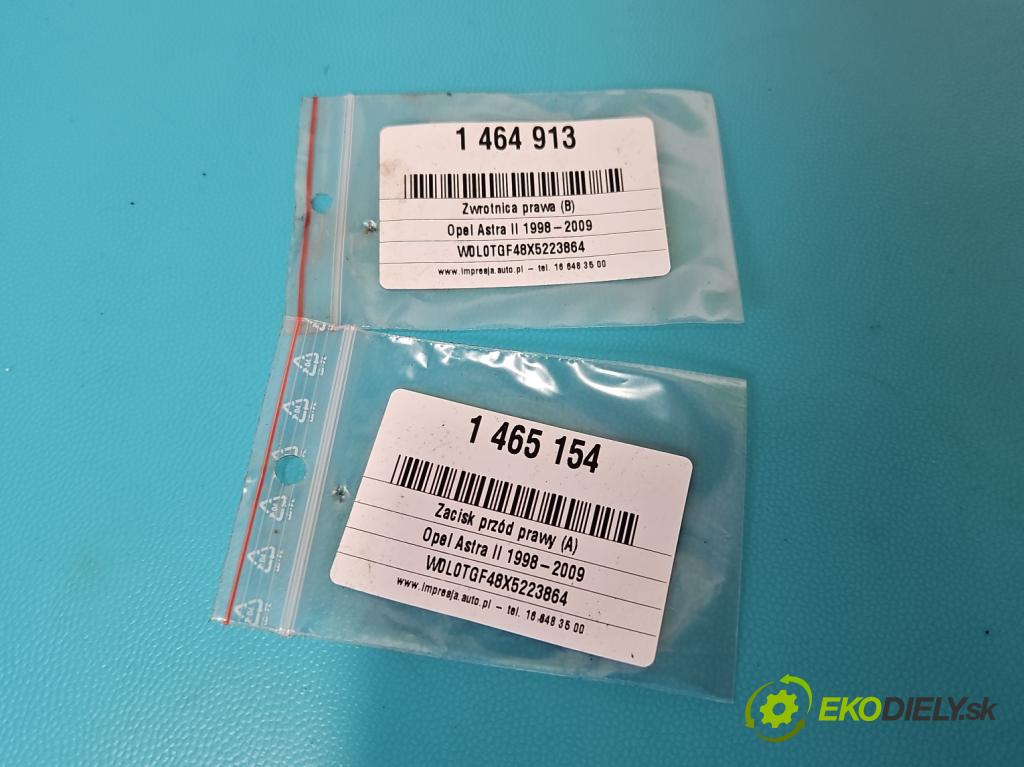 1 464 913
Zwrotnica prawa (B)
Opel Astra II 1998-2009
W0L0TGF48X5223864
www.impresja.auto.pl - tel. 16 648 35 00
1 465 154
Zacisk przód prawy (A)
Opel Astra II 1998-2009
W0L0TGF48X5223864
www.impresja.auto.pl - tel. 16 648 35 00
EKODIELY.sk